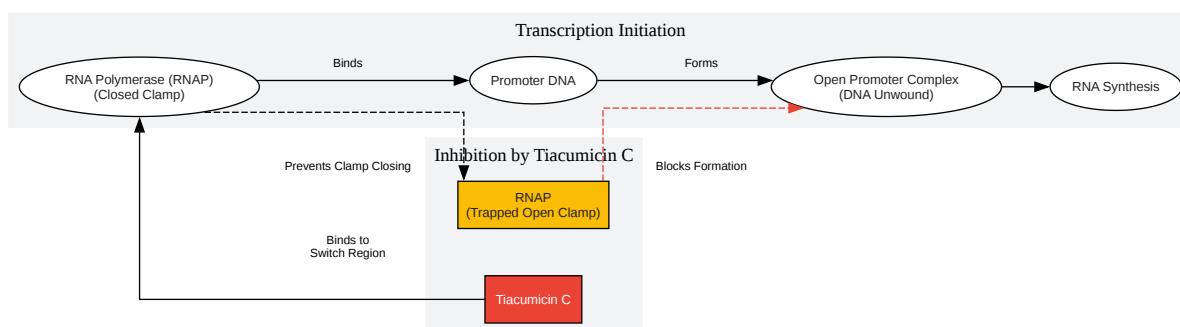 Transcription Initiation
RNA Polymerase (RNAP)
(Closed Clamp)
Binds
Promoter DNA
Forms
Open Promoter Complex
(DNA Unwound)
RNA Synthesis
Inhibition by Tiacumicin C
Prevents Clamp Closing
Blocks Formation
RNAP
(Trapped Open Clamp)
Binds to
Switch Region
Tiacumicin C